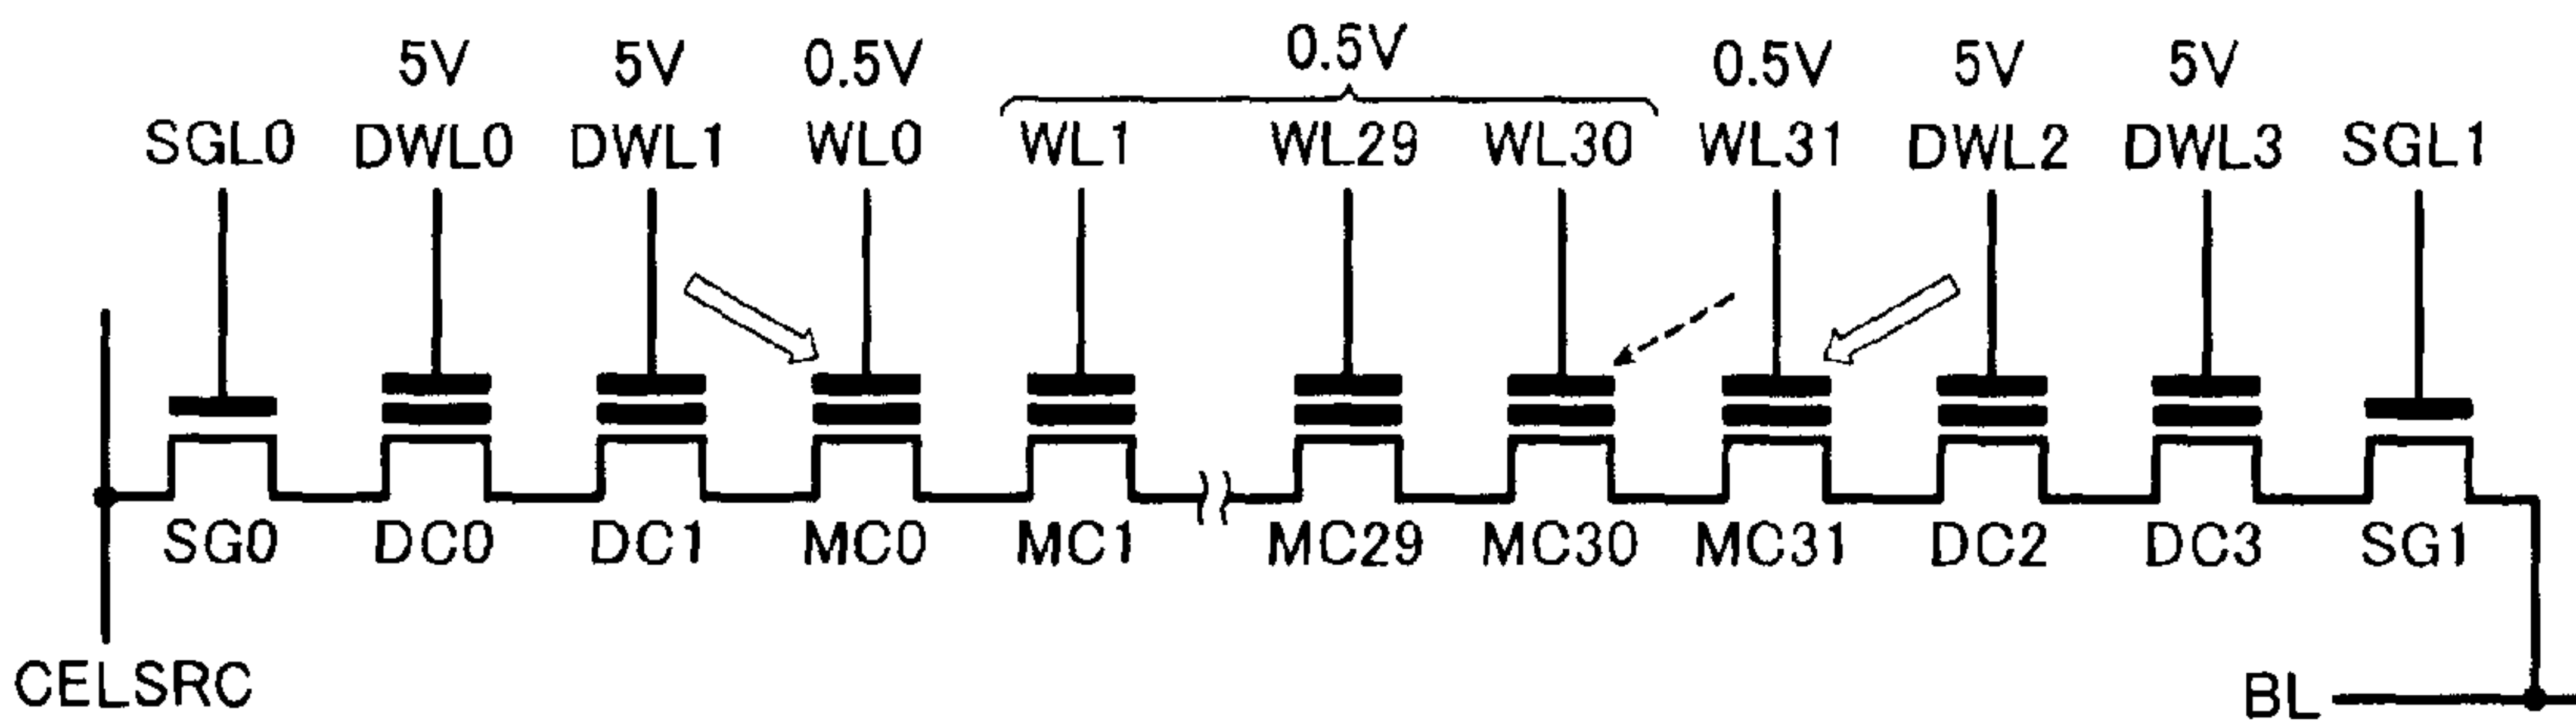 5V 5V 0.5V 0.5V 0.5V 5V 5V
SGL0 DWL0 DWL1 WL0 WL1 WL29 WL30 WL31 DWL2 DWL3 SGL1
SG0 DC0 DC1 MC0 MC1 MC29 MC30 MC31 DC2 DC3 SG1
CELSRC BL